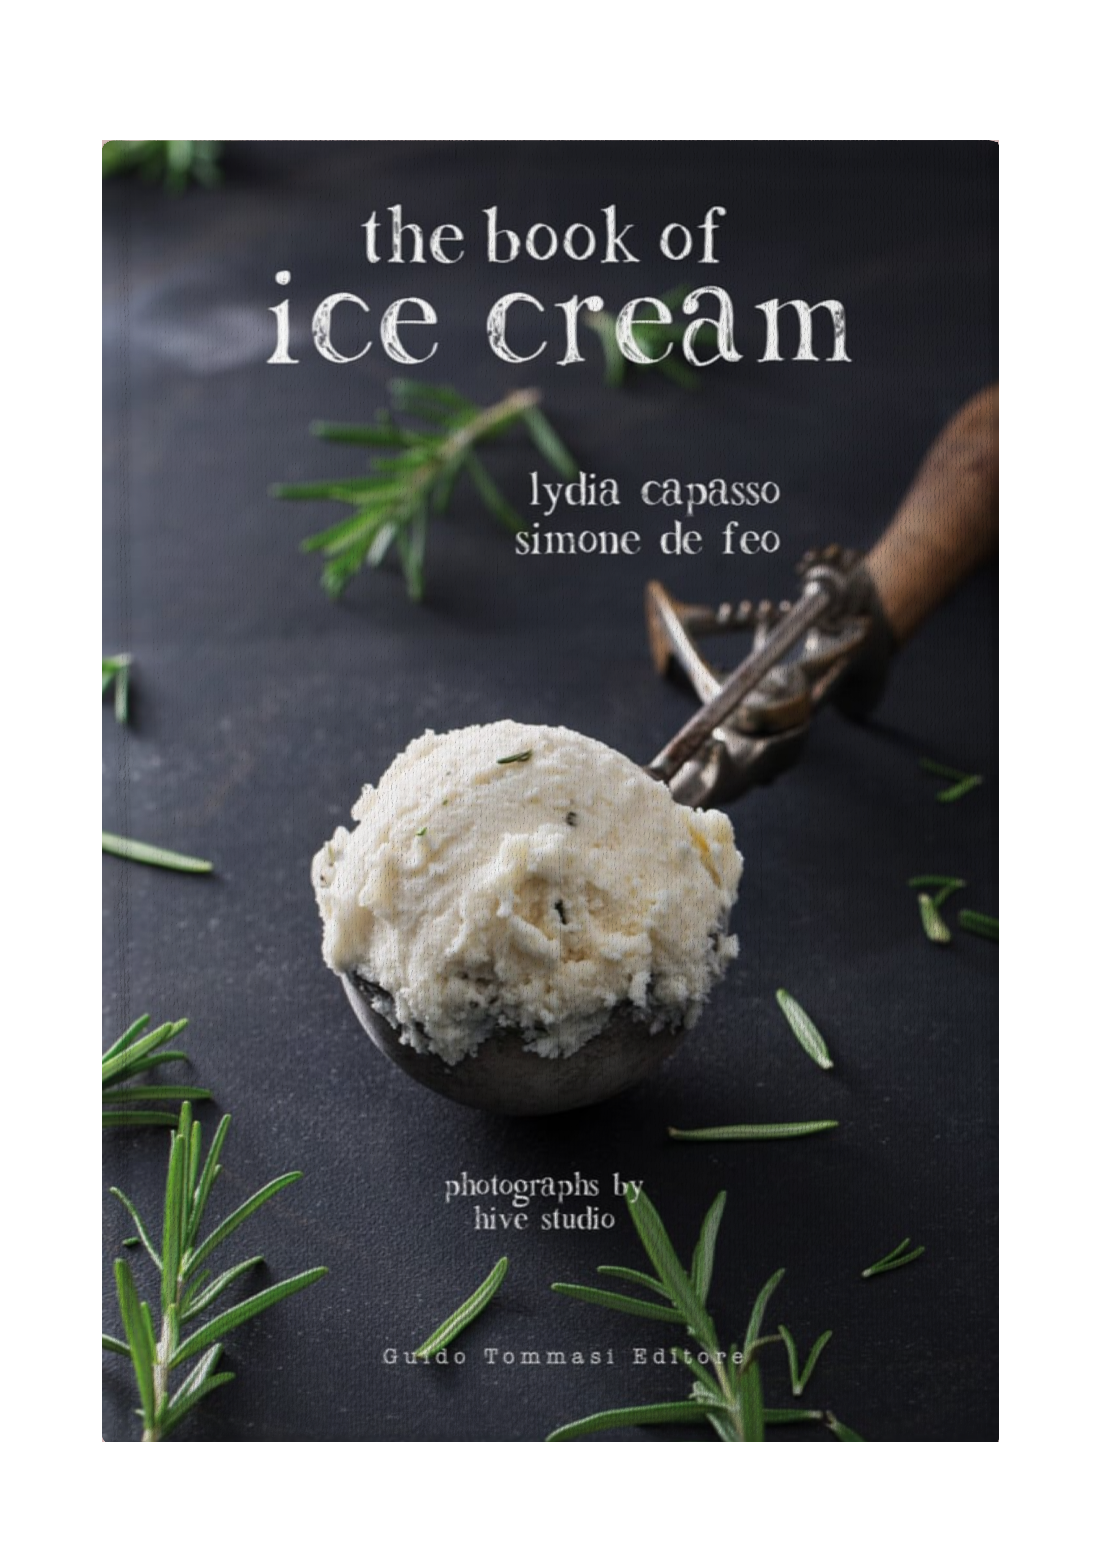 the book of
ice cream
lydia capasso
simone de feo
photographs by
hive studio
Guido Tommasi Editore